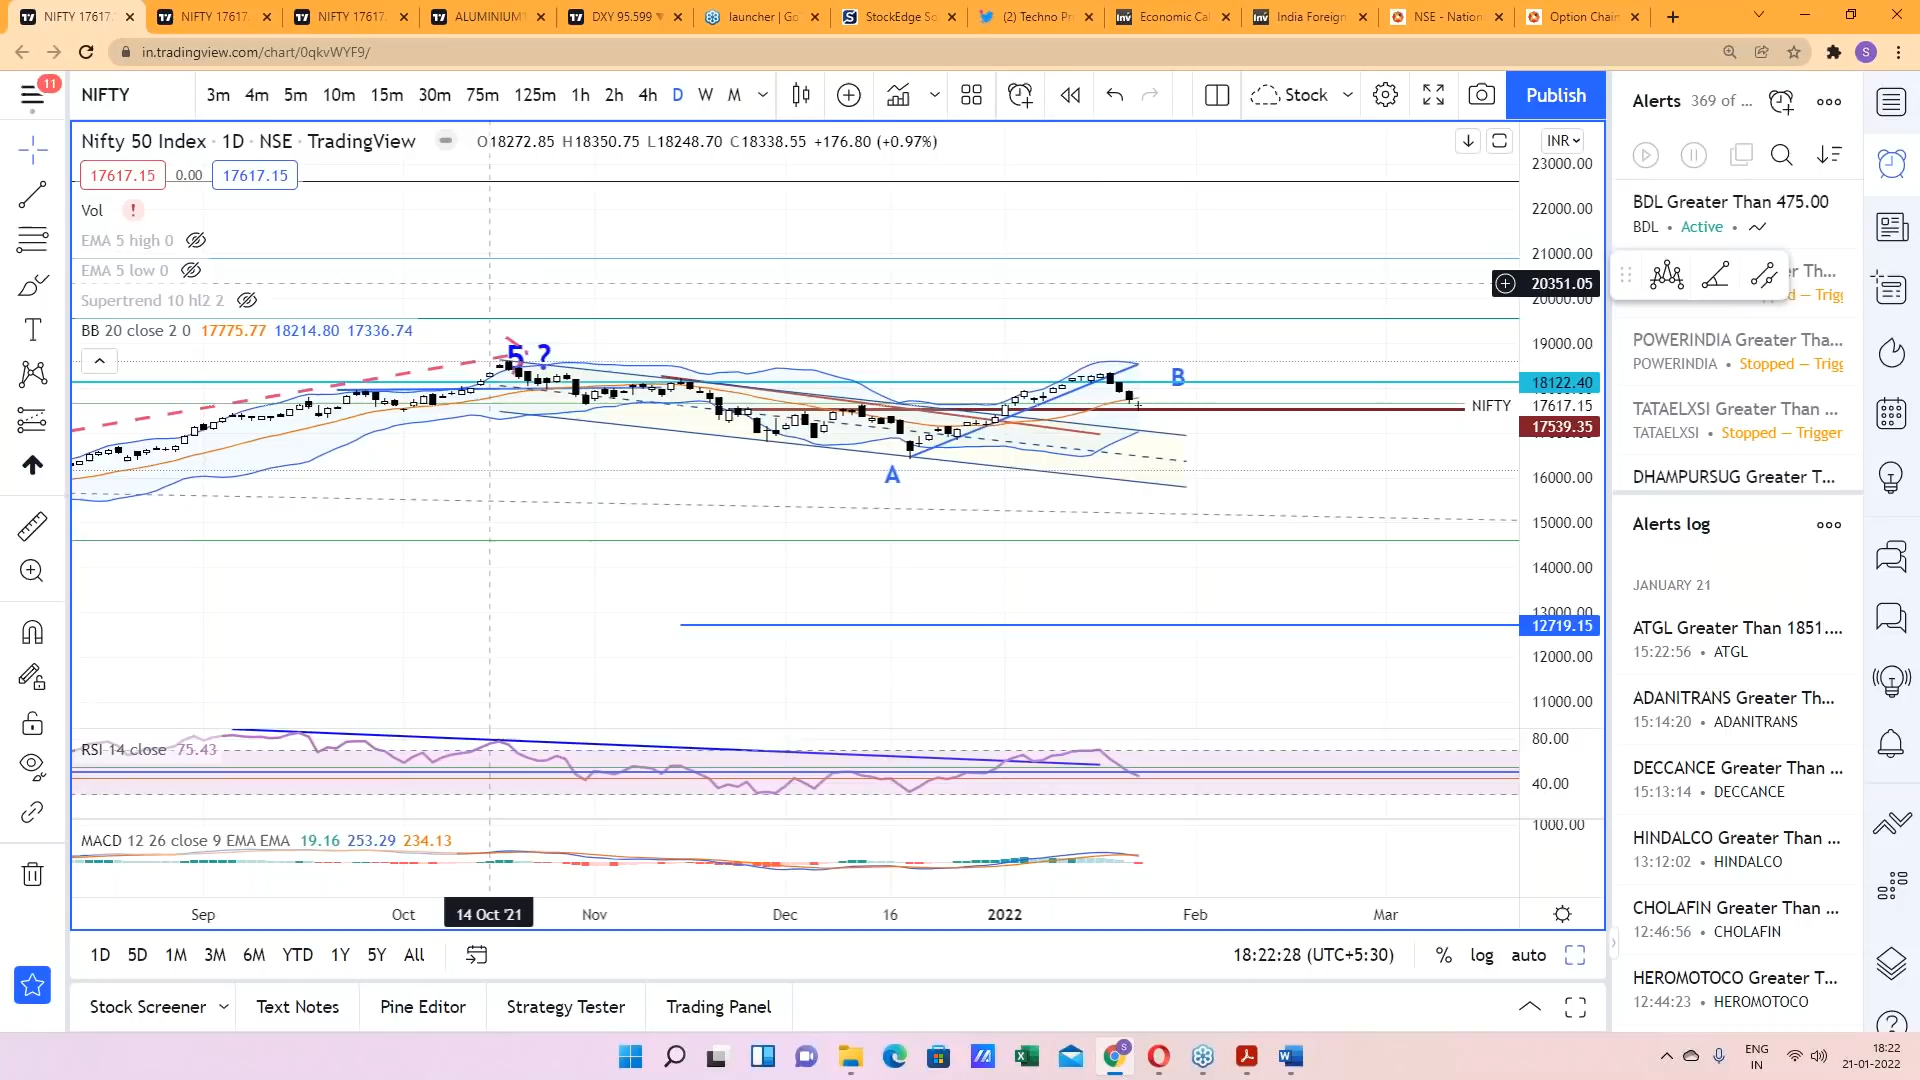 NIFTY 17617.
NIFTY 17617.
NIFTY 17617.
ALUMINIUM
DXY 95.599
launcher | Go
StockEdge So
(2) Techno Pr
Economic Cal
India Foreign
NSE - Nation
Option Chain
in.tradingview.com/chart/0qkvWYF9/
S
11
NIFTY
3m 4m 5m 10m 15m 30m 75m 125m 1h 2h 4h D W M
Stock
Publish
Nifty 50 Index · 1D · NSE · TradingView
O18272.85 H18350.75 L18248.70 C18338.55 +176.80 (+0.97%)
INR
17617.15 0.00 17617.15
Vol !
EMA 5 high 0
EMA 5 low 0
Supertrend 10 hl2 2
BB 20 close 2 0 17775.77 18214.80 17336.74
5 ?
A
B
NIFTY
23000.00
22000.00
21000.00
20351.05
20000.00
19000.00
18122.40
17617.15
17539.35
16000.00
15000.00
14000.00
13000.00
12719.15
12000.00
11000.00
RSI 14 close 75.43
80.00
40.00
MACD 12 26 close 9 EMA EMA 19.16 253.29 234.13
1000.00
Sep Oct 14 Oct '21 Nov Dec 16 2022 Feb Mar
1D 5D 1M 3M 6M YTD 1Y 5Y All
18:22:28 (UTC+5:30)
% log auto
Stock Screener
Text Notes
Pine Editor
Strategy Tester
Trading Panel
Alerts 369 of ...
BDL Greater Than 475.00
BDL • Active •
er Th...
d — Trigg
POWERINDIA Greater Tha...
POWERINDIA • Stopped — Trigg
TATAELXSI Greater Than ...
TATAELXSI • Stopped — Trigger
DHAMPURSUG Greater T...
Alerts log
JANUARY 21
ATGL Greater Than 1851....
15:22:56 • ATGL
ADANITRANS Greater Th...
15:14:20 • ADANITRANS
DECCANCE Greater Than ...
15:13:14 • DECCANCE
HINDALCO Greater Than ...
13:12:02 • HINDALCO
CHOLAFIN Greater Than ...
12:46:56 • CHOLAFIN
HEROMOTOCO Greater T...
12:44:23 • HEROMOTOCO
S
ENG
IN
18:22
21-01-2022